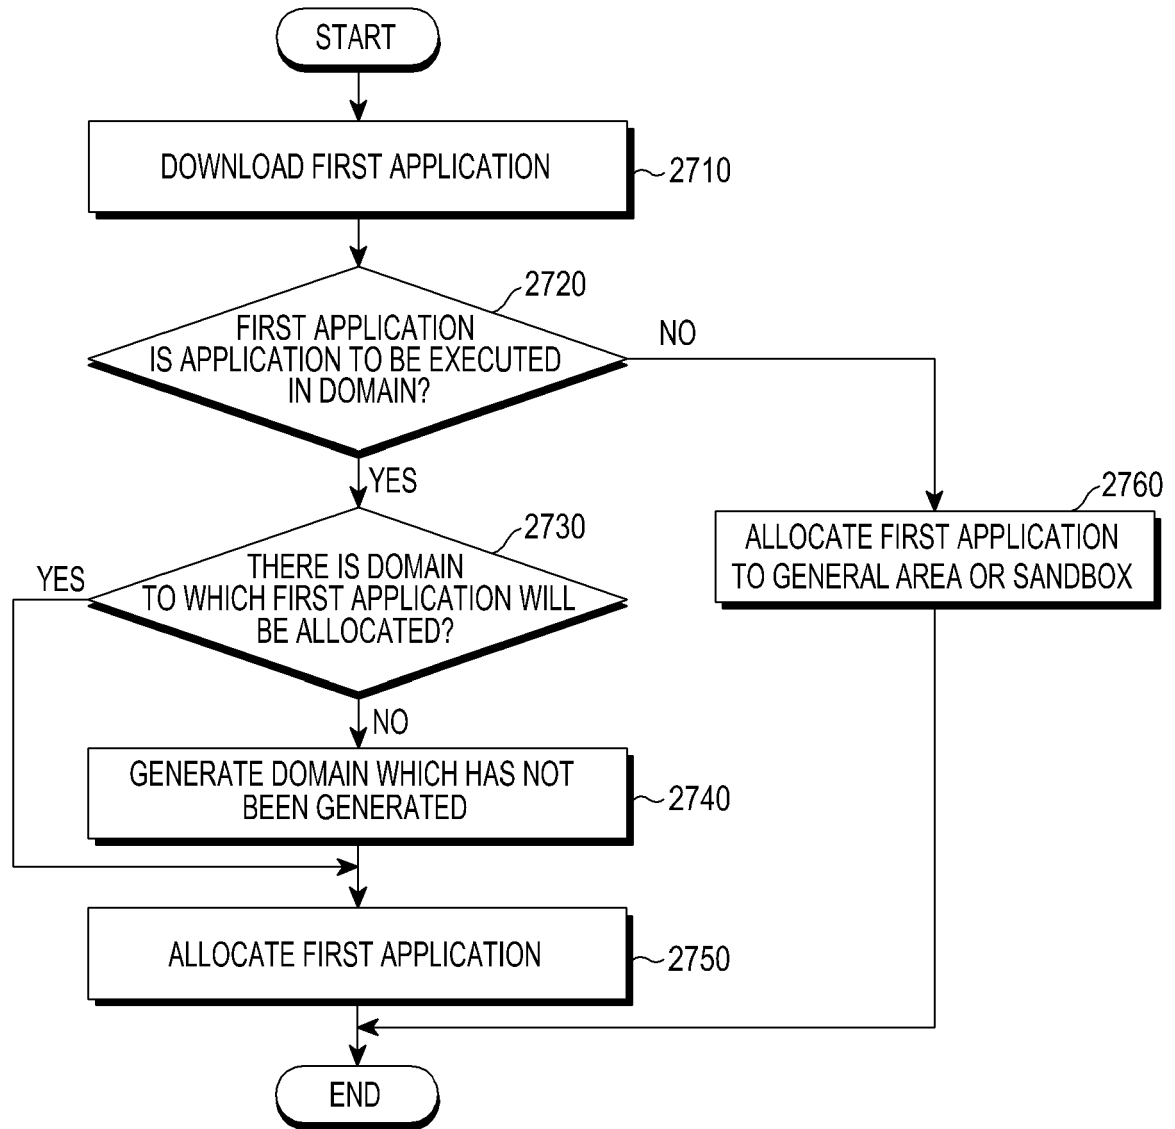 START
DOWNLOAD FIRST APPLICATION
2710
2720
FIRST APPLICATION
IS APPLICATION TO BE EXECUTED
IN DOMAIN?
NO
YES
2730
THERE IS DOMAIN
TO WHICH FIRST APPLICATION WILL
BE ALLOCATED?
YES
2760
ALLOCATE FIRST APPLICATION
TO GENERAL AREA OR SANDBOX
NO
GENERATE DOMAIN WHICH HAS NOT
BEEN GENERATED
2740
ALLOCATE FIRST APPLICATION
2750
END